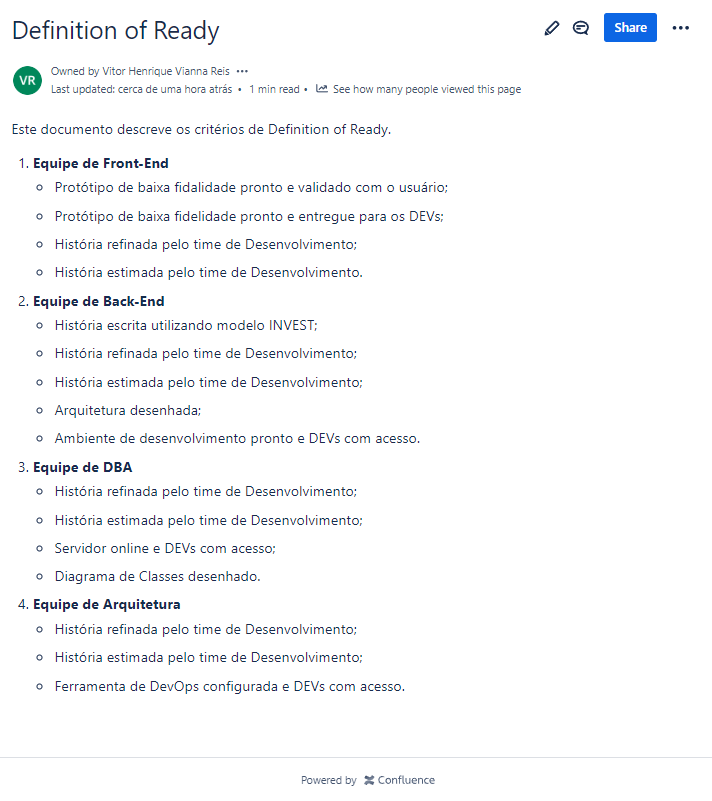 Definition of Ready
Share
VR
Owned by Vitor Henrique Vianna Reis
Last updated: cerca de uma hora atrás • 1 min read • See how many people viewed this page
Este documento descreve os critérios de Definition of Ready.
1. Equipe de Front-End
Protótipo de baixa fidalidade pronto e validado com o usuário;
Protótipo de baixa fidelidade pronto e entregue para os DEVs;
História refinada pelo time de Desenvolvimento;
História estimada pelo time de Desenvolvimento.
2. Equipe de Back-End
História escrita utilizando modelo INVEST;
História refinada pelo time de Desenvolvimento;
História estimada pelo time de Desenvolvimento;
Arquitetura desenhada;
Ambiente de desenvolvimento pronto e DEVs com acesso.
3. Equipe de DBA
História refinada pelo time de Desenvolvimento;
História estimada pelo time de Desenvolvimento;
Servidor online e DEVs com acesso;
Diagrama de Classes desenhado.
4. Equipe de Arquitetura
História refinada pelo time de Desenvolvimento;
História estimada pelo time de Desenvolvimento;
Ferramenta de DevOps configurada e DEVs com acesso.
Powered by Confluence